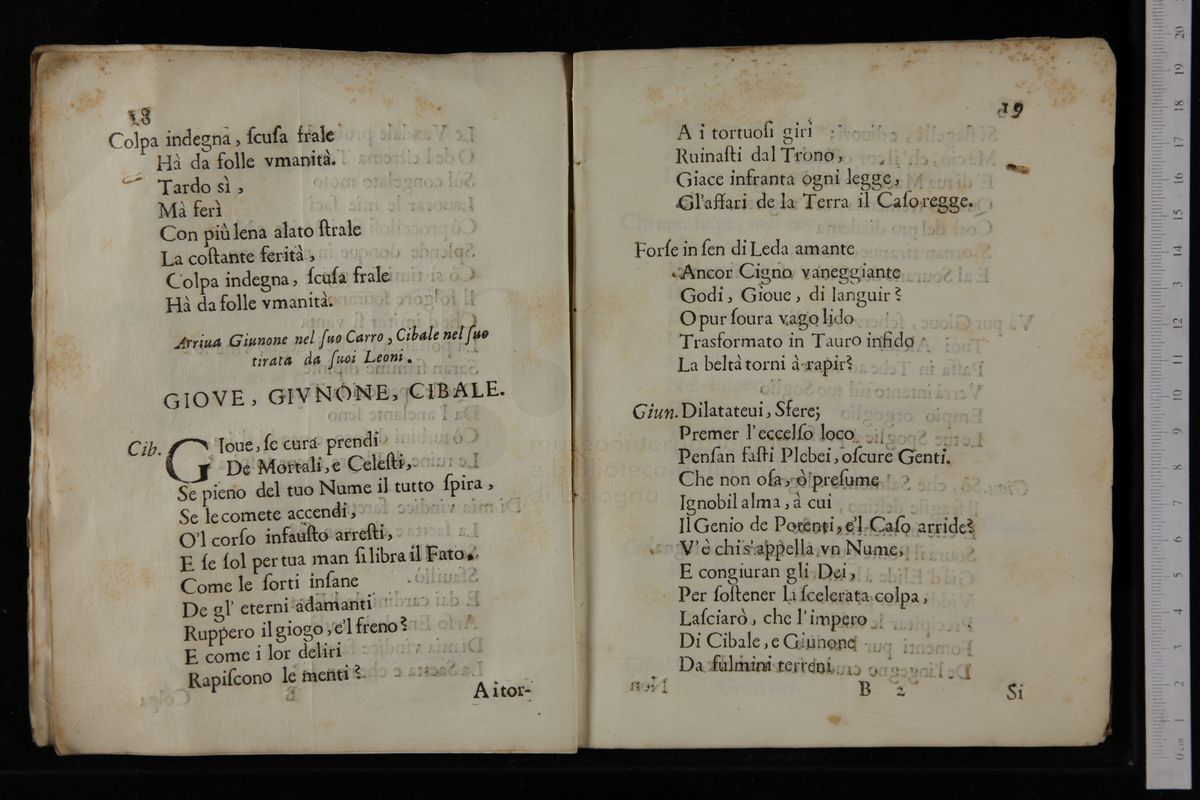 18
Colpa indegna, ſcuſa frale
Hà da folle vmanità.
Tardo sì,
Mà ferì
Con più lena alato ſtrale
La coſtante ferità,
Colpa indegna, ſcuſa frale
Hà da folle vmanità.
Arriua Giunone nel ſuo Carro, Cibale nel ſuo
tirata da ſuoi Leoni.
GIOVE, GIVNONE, CIBALE.
Cib. GIoue, ſe cura prendi
De Mortali, e Celeſti,
Se pieno del tuo Nume il tutto ſpira,
Se le comete accendi,
O'l corſo infauſto arreſti,
E ſe ſol per tua man ſi libra il Fato.
Come le ſorti inſane
De gl' eterni adamanti
Ruppero il giogo, e'l freno?
E come i lor deliri
Rapiſcono le menti?
A i tor-
19
A i tortuoſi giri
Ruinaſti dal Trono,
Giace infranta ogni legge,
Gl'affari de la Terra il Caſo regge.
Forſe in ſen di Leda amante
Ancor Cigno vaneggiante
Godi, Gioue, di languir?
O pur ſoura vago lido
Trasformato in Tauro infido
La beltà torni à rapir?
Giun. Dilatateui, Sfere;
Premer l'eccelſo loco
Penſan faſti Plebei, oſcure Genti.
Che non oſa, ò preſume
Ignobil alma, à cui
Il Genio de Potenti, e'l Caſo arride?
V'è chi s'appella vn Nume,
E congiuran gli Dei,
Per ſoſtener la ſcelerata colpa,
Laſciarò, che l'impero
Di Cibale, e Giunone
Da fulmini terreni
B 2
Si